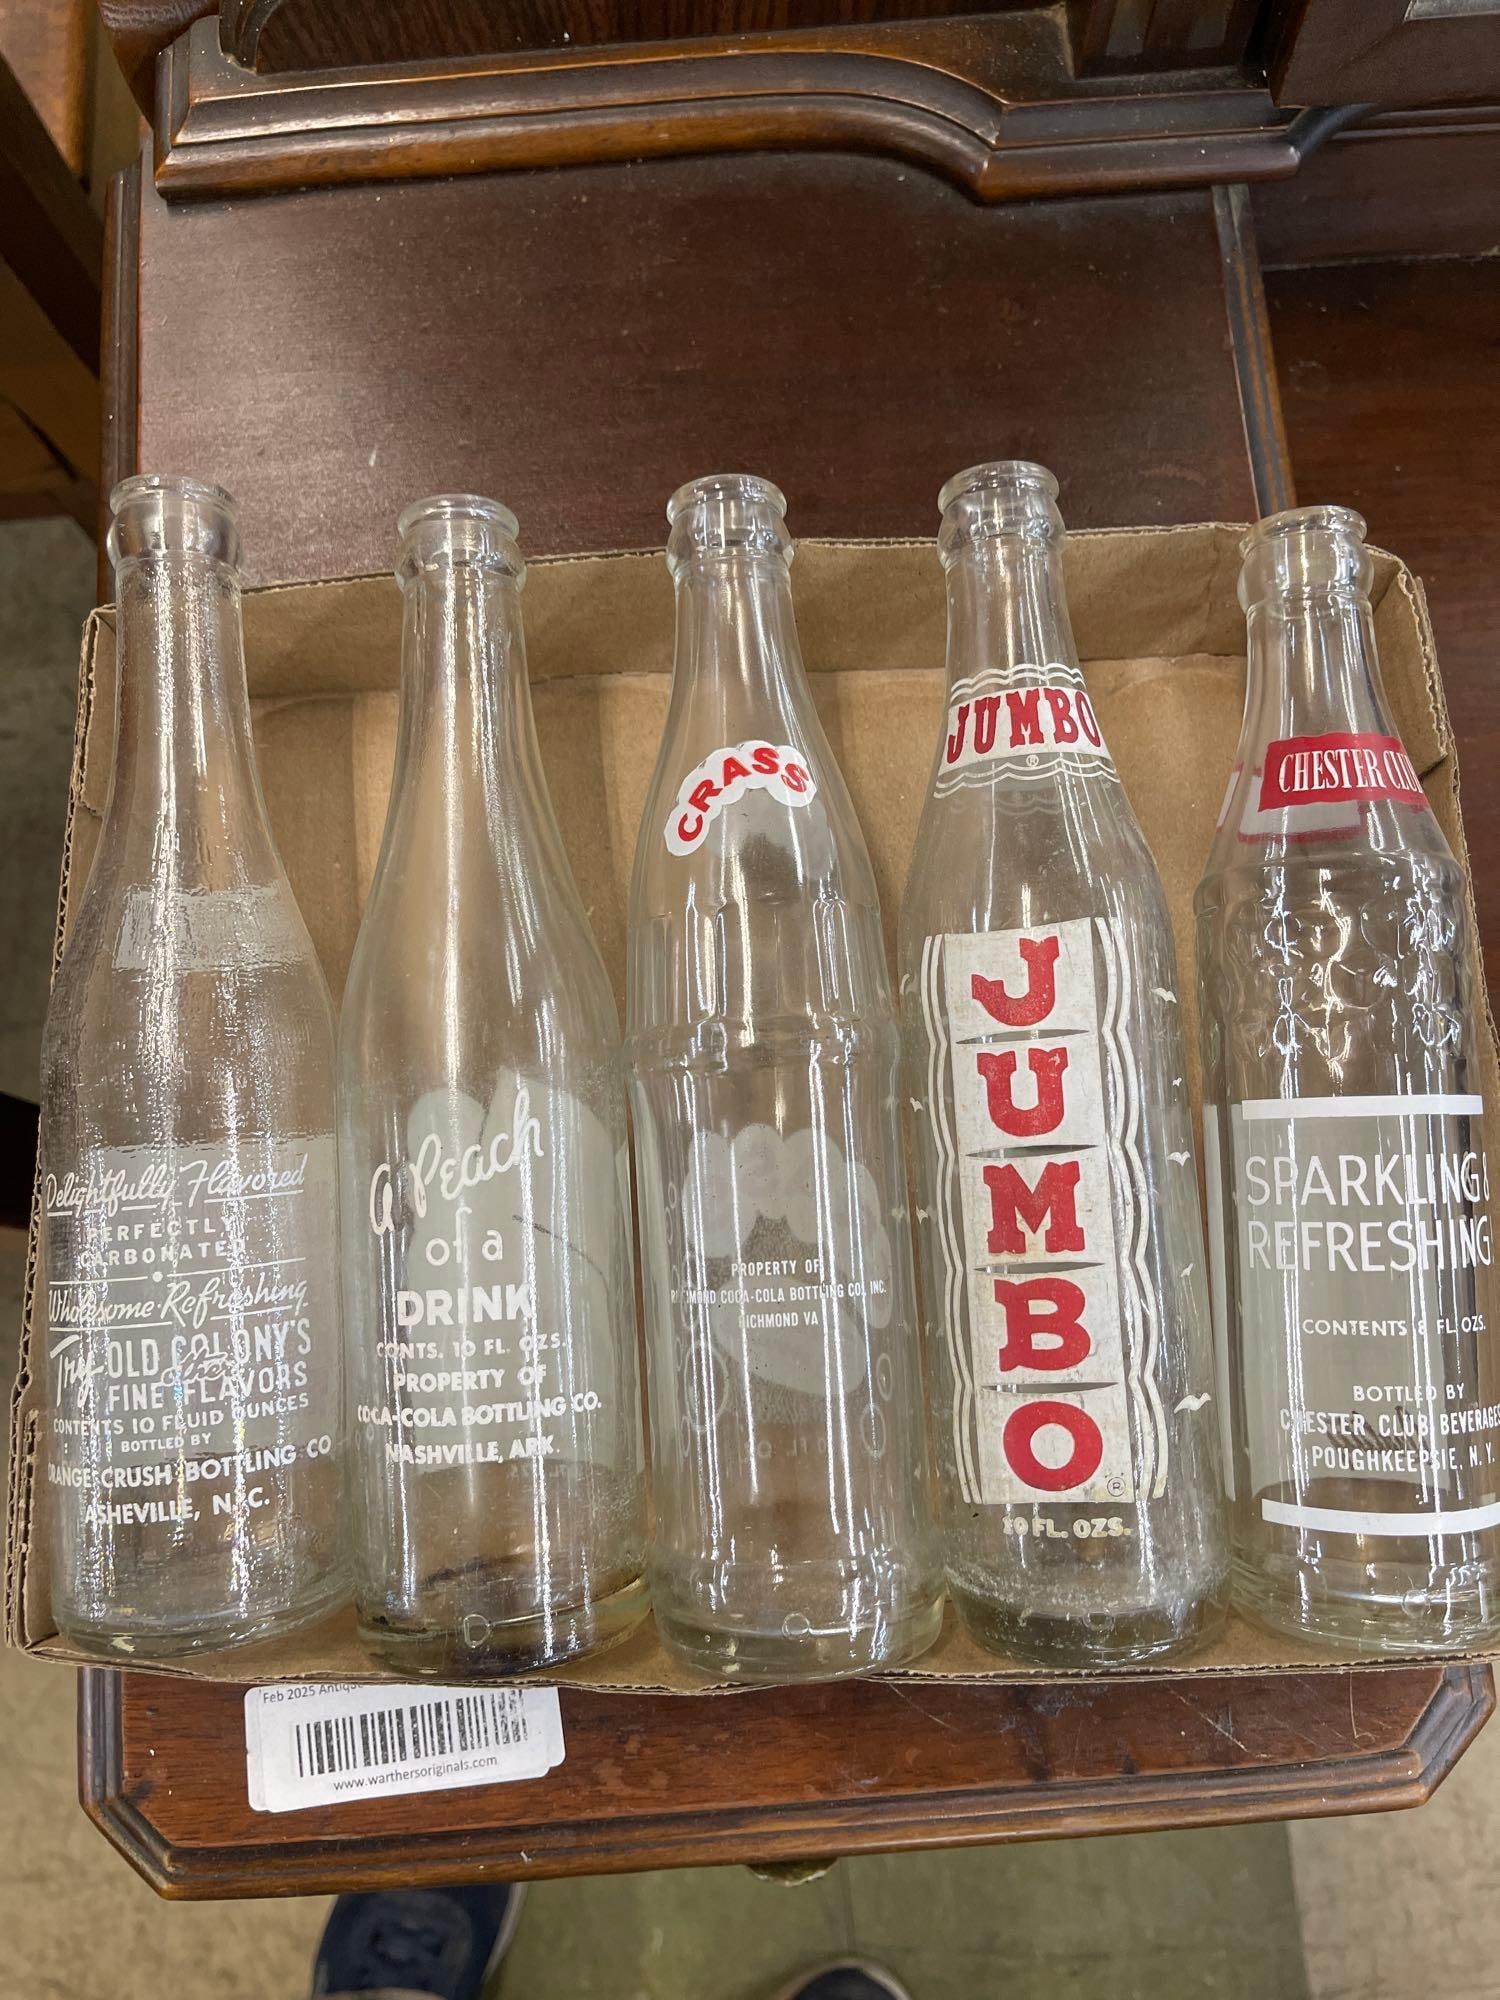 Delightfully Flavored
PERFECTLY
CARBONATED
Wholesome · Refreshing
Try OLD COLONY'S
FINE FLAVORS
CONTENTS 10 FLUID OUNCES
BOTTLED BY
ORANGE CRUSH BOTTLING CO
ASHEVILLE, N. C.
A Peach
of a
DRINK
CONTS. 10 FL. OZS.
PROPERTY OF
COCA-COLA BOTTLING CO.
NASHVILLE, ARK.
CRASS
PROPERTY OF
RICHMOND COCA-COLA BOTTLING CO. INC.
RICHMOND VA
JUMBO
®
JUMBO
®
10 FL. OZS.
CHESTER CLUB
SPARKLING &
REFRESHING
CONTENTS 8 FL. OZS.
BOTTLED BY
CHESTER CLUB BEVERAGES
POUGHKEEPSIE, N. Y.
Feb 2025 Antique
www.warthersoriginals.com